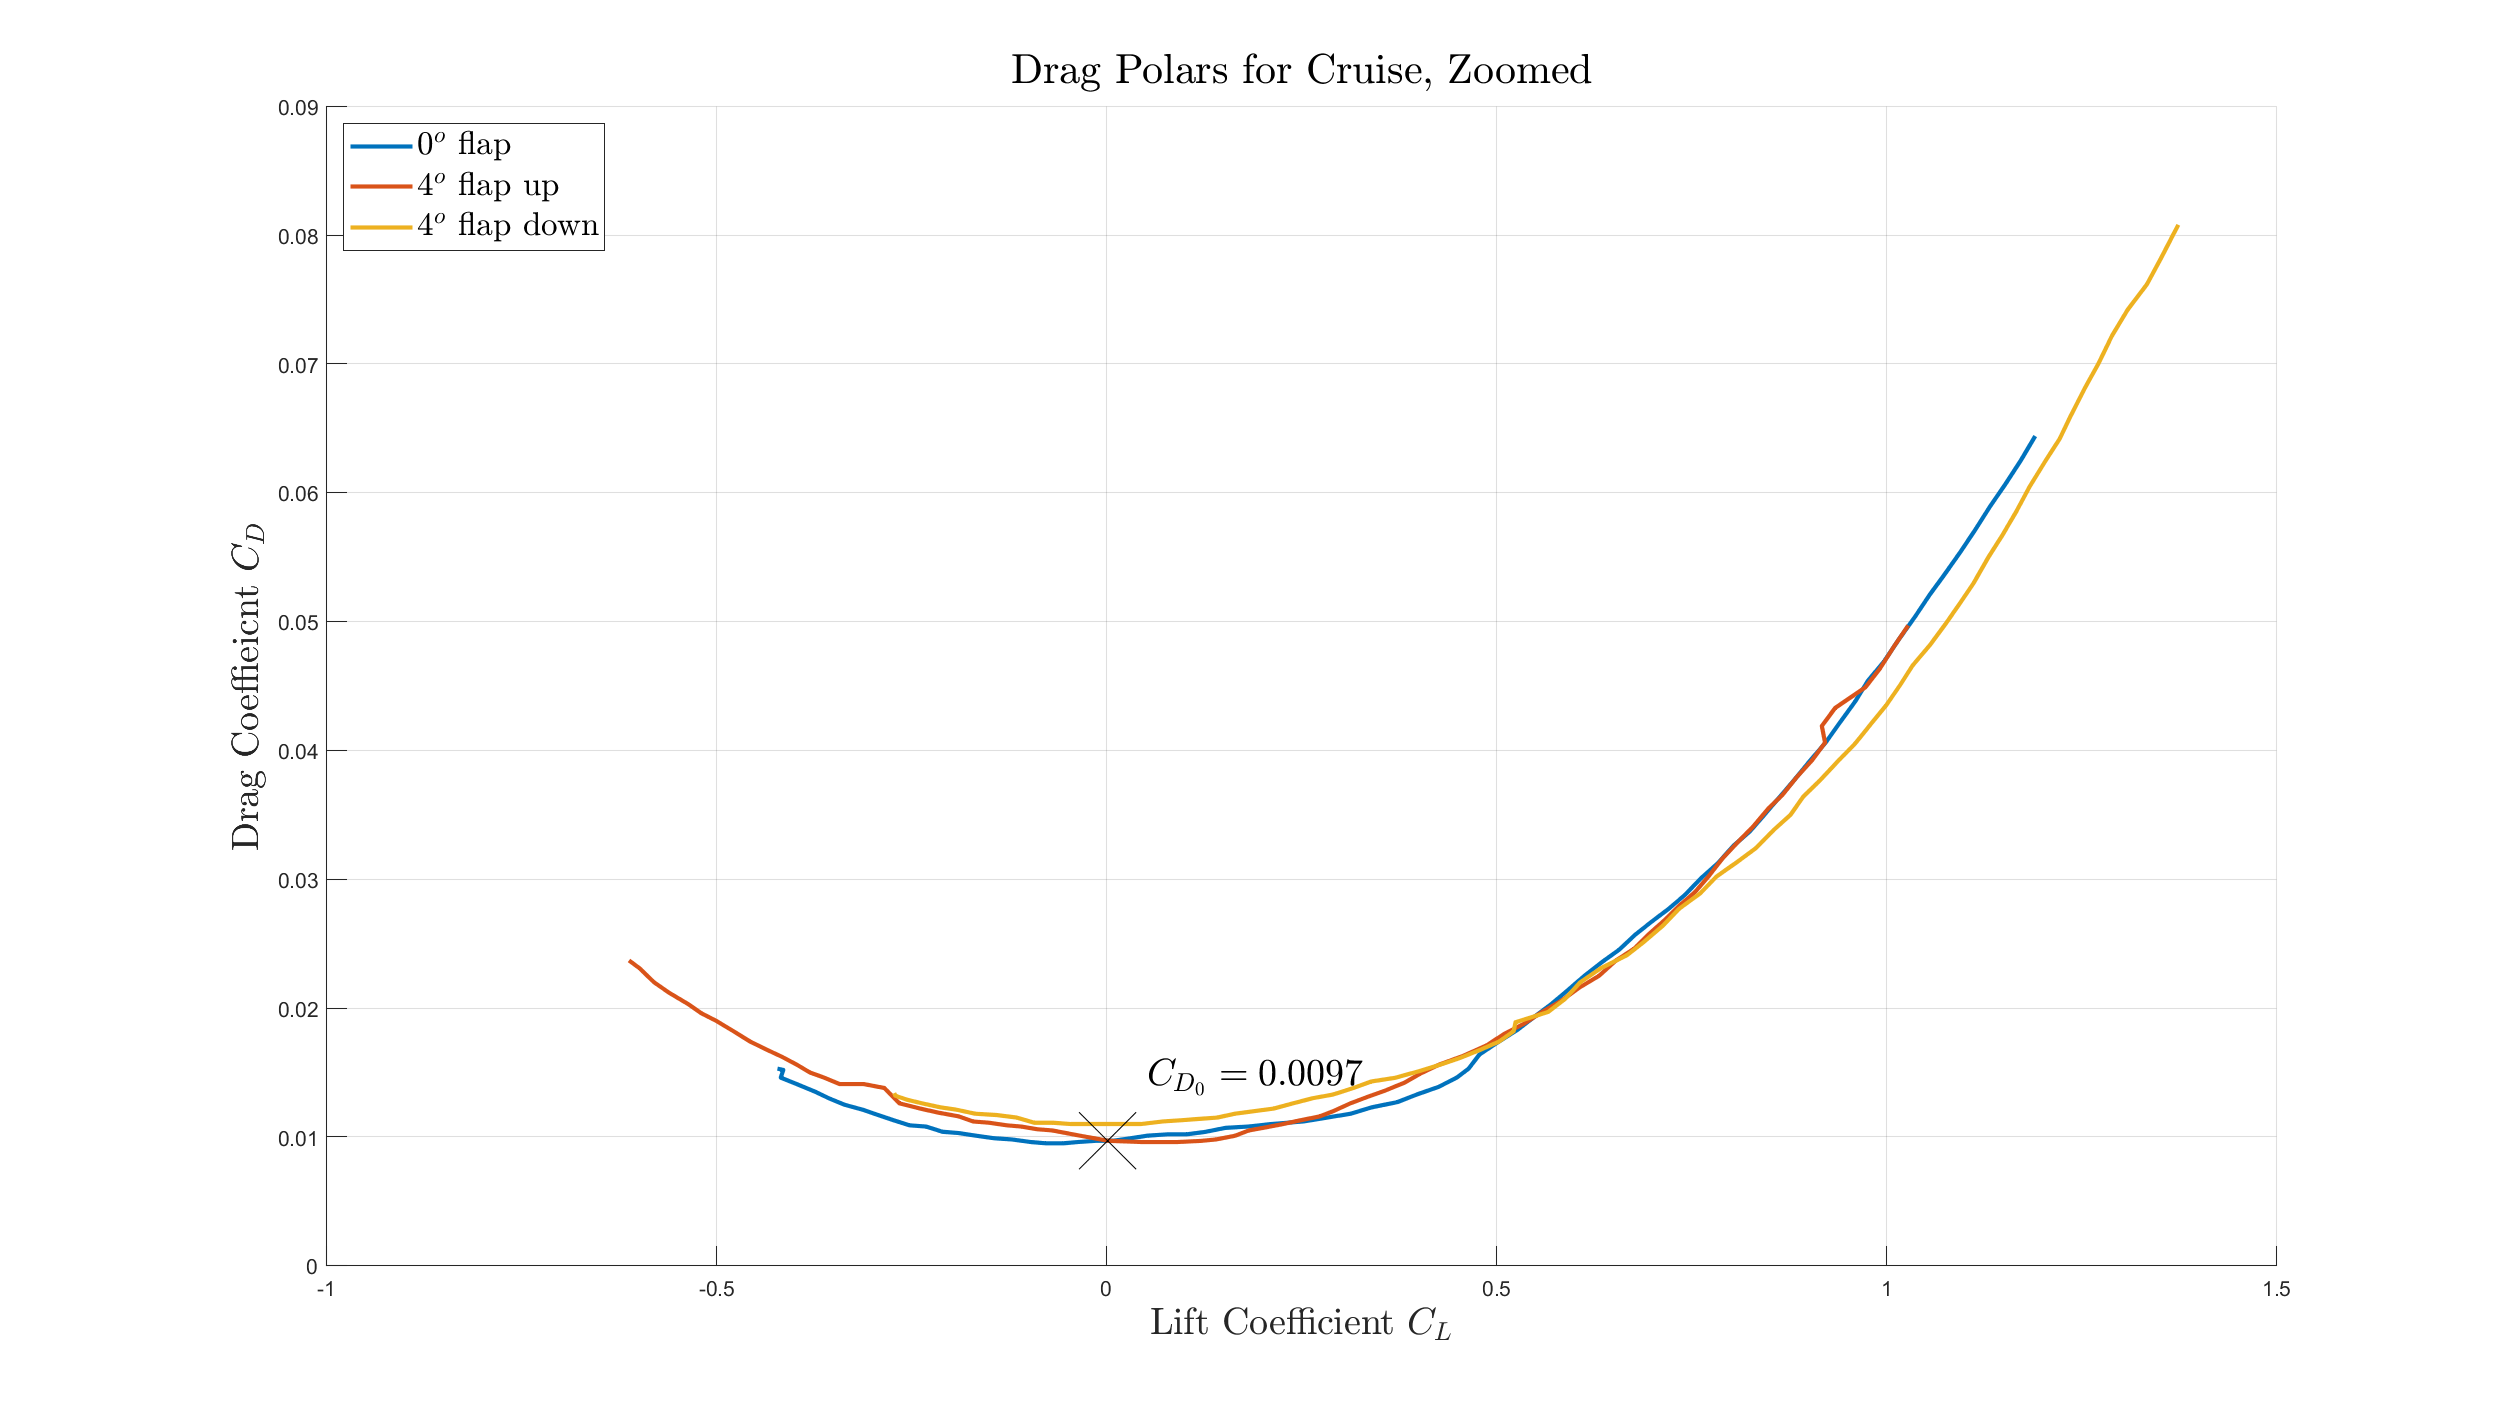 Drag Polars for Cruise, Zoomed
0.09
0.08
0.07
0.06
0.05
0.04
0.03
0.02
0.01
0
Drag Coeffieicnt C_D
0^o flap
4^o flap up
4^o flap down
C_{D_0} = 0.0097
-1
-0.5
0
0.5
1
1.5
Lift Coefficient C_L